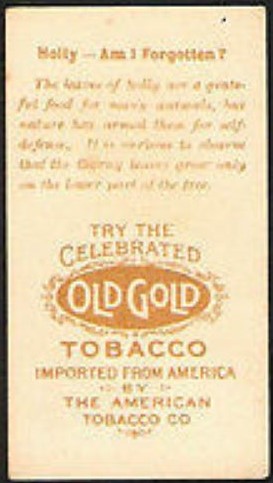 Holly — Am I Forgotten?
The leaves of holly are a grate-
ful food for many animals, but
nature has armed them for self-
defense. It is curious to observe
that the thorny leaves grow only
on the lower part of the tree.
TRY THE
CELEBRATED
OLD GOLD
TOBACCO
IMPORTED FROM AMERICA
BY
THE AMERICAN
TOBACCO CO